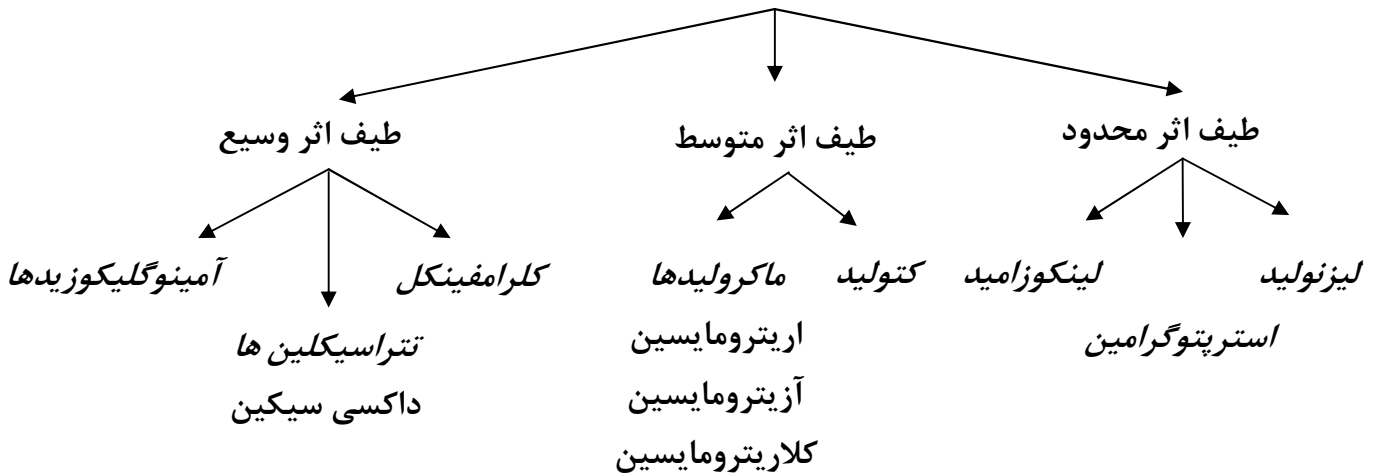 طیف اثر محدود
طیف اثر متوسط
طیف اثر وسیع
لیزنولید
لینکوزامید
کتولید
ماکرولیدها
کلرامفینکل
آمینوگلیکوزیدها
استرپتوگرامین
اریترومایسین
تتراسیکلین ها
آزیترومایسین
داکسی سیکین
کلاریترومایسین